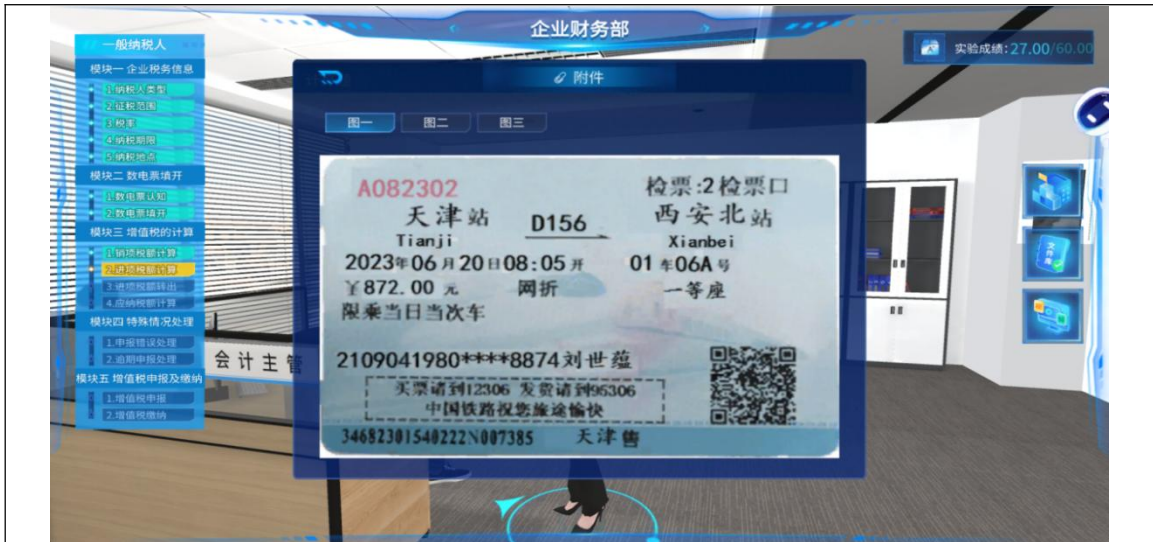 企业财务部
一般纳税人
实验成绩:27.00/60.00
模块一 企业税务信息
1.纳税人类型
2.征税范围
3.税率
4.纳税期限
5.纳税地点
模块二 数电票填开
1.数电票认知
2.数电票填开
模块三 增值税的计算
1.销项税额计算
2.进项税额计算
3.进项税额转出
4.应纳税额计算
模块四 特殊情况处理
1.申报错误处理
2.逾期申报处理
模块五 增值税申报及缴纳
1.增值税申报
2.增值税缴纳
会计主管
附件
图一 图二 图三
A082302 检票:2检票口
天津站 D156 西安北站
Tianji Xianbei
2023年06月20日08:05开 01车06A号
¥872.00元 网折 一等座
限乘当日当次车
2109041980****8874刘世蕴
买票请到12306 发货请到95306
中国铁路祝您旅途愉快
34682301540222N007385 天津售
文件库